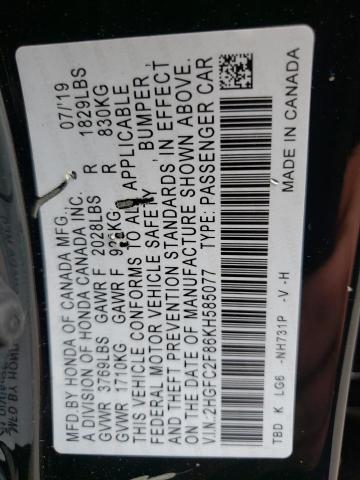 MFD.BY HONDA OF CANADA MFG., 07/'19
A DIVISION OF HONDA CANADA INC.
GVWR 3769LBS GAWR F 2028LBS R 1829LBS
GVWR 1710KG GAWR F 920KG R 830KG
THIS VEHICLE CONFORMS TO ALL APPLICABLE
FEDERAL MOTOR VEHICLE SAFETY, BUMPER,
AND THEFT PREVENTION STANDARDS IN EFFECT
ON THE DATE OF MANUFACTURE SHOWN ABOVE.
V.I.N:2HGFC2F86KH585077 TYPE:PASSENGER CAR
TBD K LG6 -NH731P -V -H
MADE IN CANADA